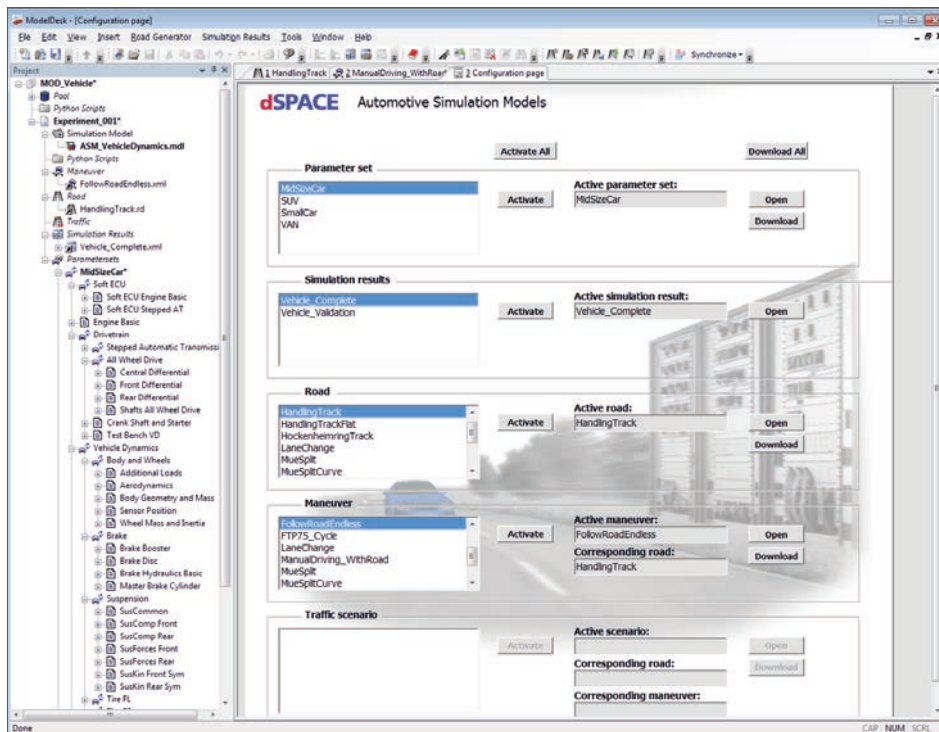 ModelDesk - [Configuration page]
File Edit View Insert Road Generator Simulation Results Tools Window Help
Synchronize
Project
1 HandlingTrack 2 ManualDriving_WithRoad* 2 Configuration page
MOD_Vehicle*
Pool
Python Scripts
Experiment_001*
Simulation Model
ASM_VehicleDynamics.mdl
Python Scripts
Maneuver
FollowRoadEndless.xml
Road
HandlingTrack.rd
Traffic
Simulation Results
Vehicle_Complete.xml
Parametersets
MidSizeCar*
Soft ECU
Soft ECU Engine Basic
Soft ECU Stepped AT
Engine Basic
Drivetrain
Stepped Automatic Transmissi
All Wheel Drive
Central Differential
Front Differential
Rear Differential
Shafts All Wheel Drive
Crank Shaft and Starter
Test Bench VD
Vehicle Dynamics
Body and Wheels
Additional Loads
Aerodynamics
Body Geometry and Mass
Sensor Position
Wheel Mass and Inertia
Brake
Brake Booster
Brake Disc
Brake Hydraulics Basic
Master Brake Cylinder
Suspension
SusCommon
SusComp Front
SusComp Rear
SusForces Front
SusForces Rear
SusKin Front Sym
SusKin Rear Sym
Tire FL
dSPACE Automotive Simulation Models
Activate All Download All
Parameter set
MidSizeCar
SUV
SmallCar
VAN
Activate
Active parameter set:
MidSizeCar
Open
Download
Simulation results
Vehicle_Complete
Vehicle_Validation
Activate
Active simulation result:
Vehicle_Complete
Open
Road
HandlingTrack
HandlingTrackFlat
HockenheimringTrack
LaneChange
MueSplit
MueSplitCurve
Activate
Active road:
HandlingTrack
Open
Download
Maneuver
FollowRoadEndless
FTP75_Cycle
LaneChange
ManualDriving_WithRoad
MueSplit
MueSplitCurve
Activate
Active maneuver:
FollowRoadEndless
Corresponding road:
HandlingTrack
Open
Download
Traffic scenario
Activate
Active scenario:
Corresponding road:
Corresponding maneuver:
Open
Download
Done CAP NUM SCRL